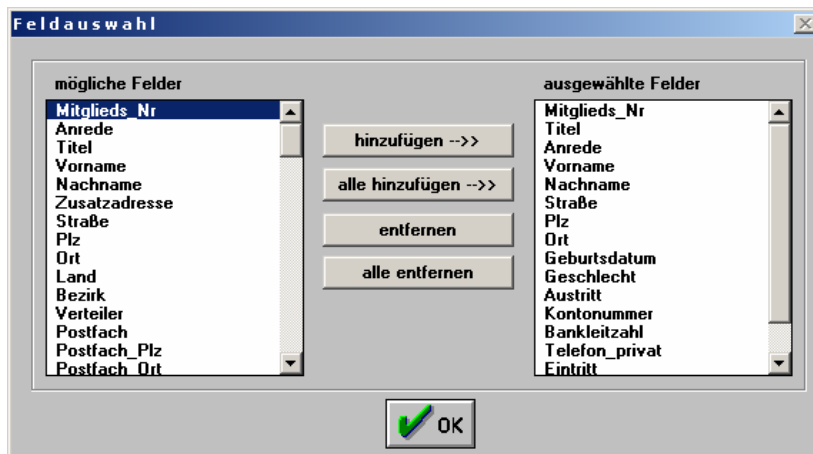 Feldauswahl
mögliche Felder
Mitglieds_Nr
Anrede
Titel
Vorname
Nachname
Zusatzadresse
Straße
Plz
Ort
Land
Bezirk
Verteiler
Postfach
Postfach_Plz
Postfach_Ort
hinzufügen -->>
alle hinzufügen -->>
entfernen
alle entfernen
ausgewählte Felder
Mitglieds_Nr
Titel
Anrede
Vorname
Nachname
Straße
Plz
Ort
Geburtsdatum
Geschlecht
Austritt
Kontonummer
Bankleitzahl
Telefon_privat
Eintritt
OK